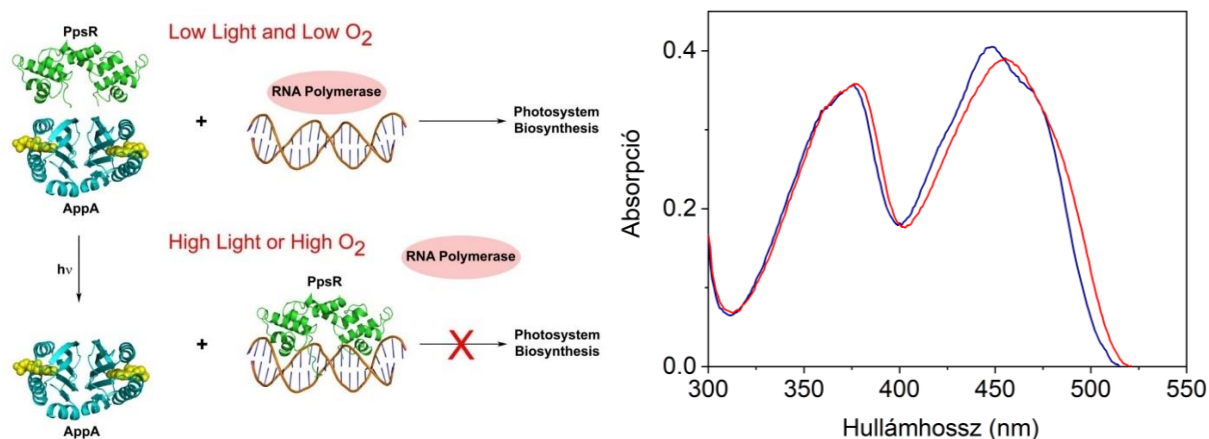 PpsR
Low Light and Low O2
RNA Polymerase
+
Photosystem
Biosynthesis
AppA
hν
High Light or High O2
RNA Polymerase
PpsR
+
X
Photosystem
Biosynthesis
AppA
Absorpció
0.4
0.2
0.0
300 350 400 450 500 550
Hullámhossz (nm)